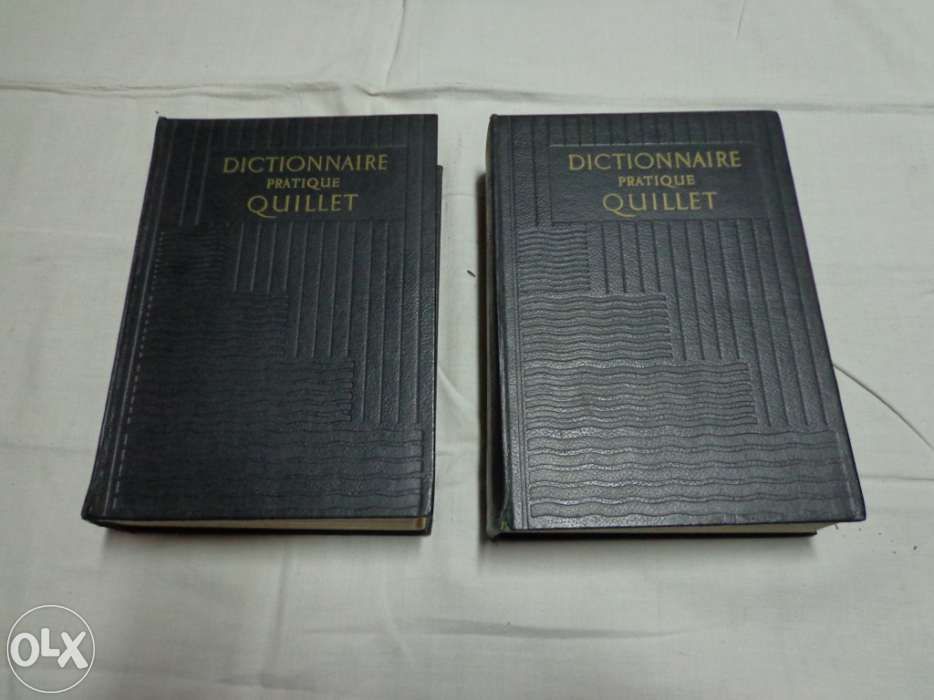 DICTIONNAIRE
PRATIQUE
QUILLET
DICTIONNAIRE
PRATIQUE
QUILLET
OLX